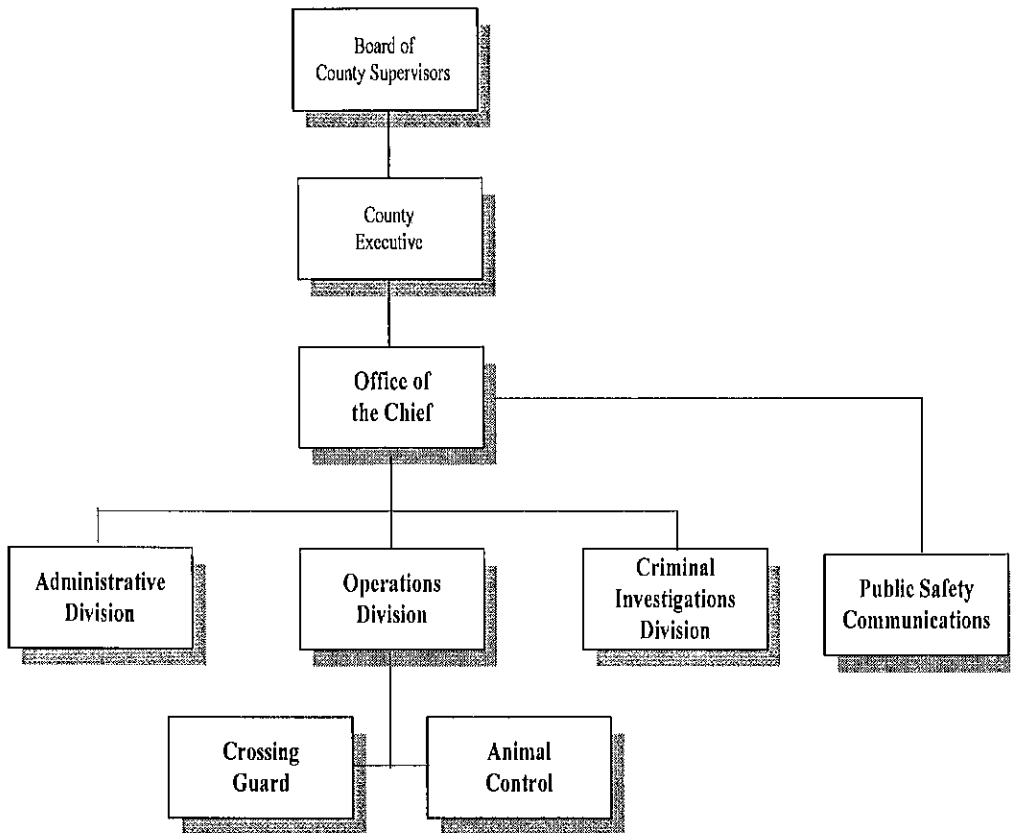 Board of
County Supervisors
County
Executive
Office of
the Chief
Administrative
Division
Operations
Division
Criminal
Investigations
Division
Public Safety
Communications
Crossing
Guard
Animal
Control